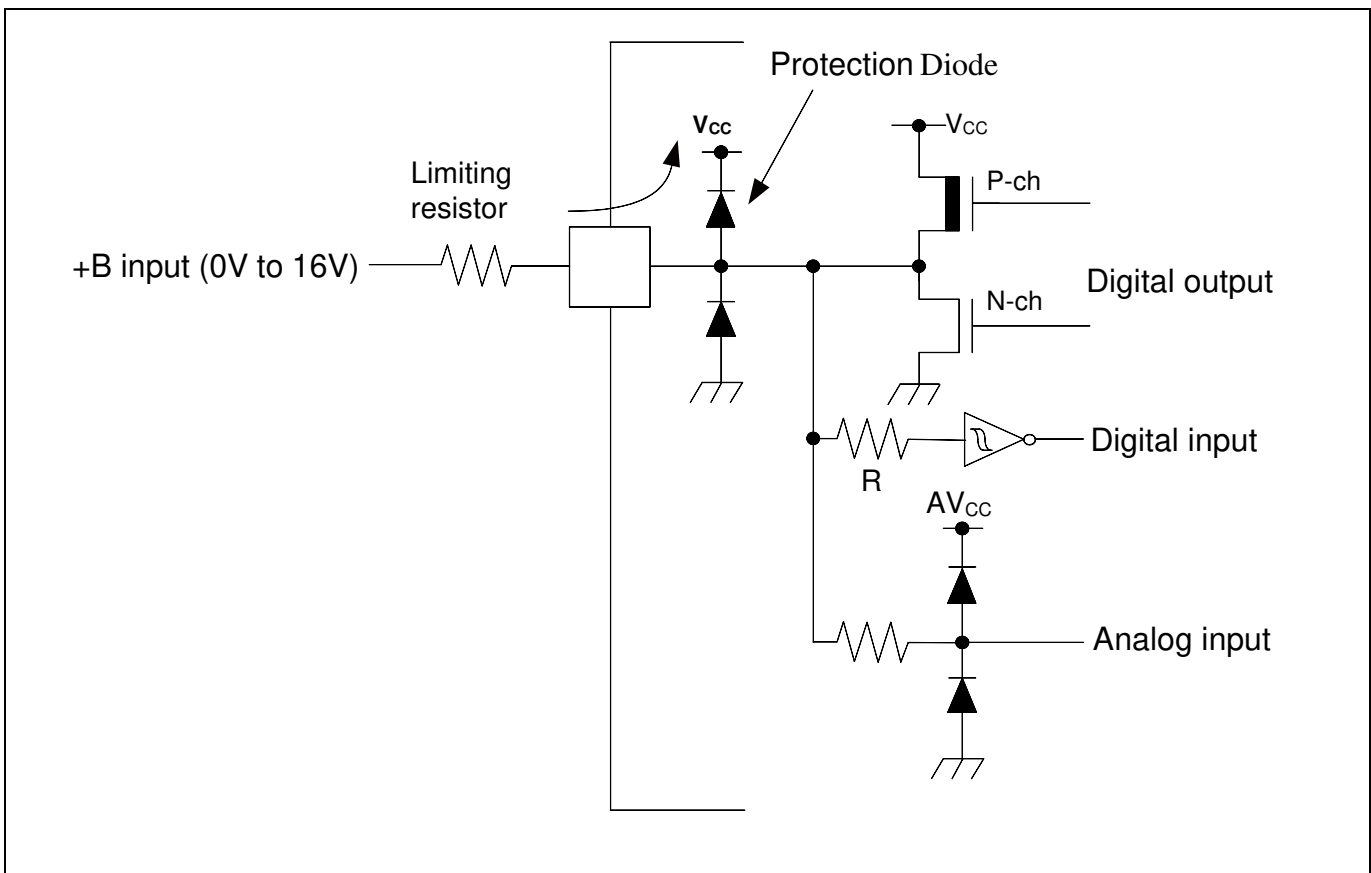 Protection Diode
VCC
VCC
Limiting
resistor
P-ch
+B input (0V to 16V)
Digital output
N-ch
Digital input
R
AVCC
Analog input